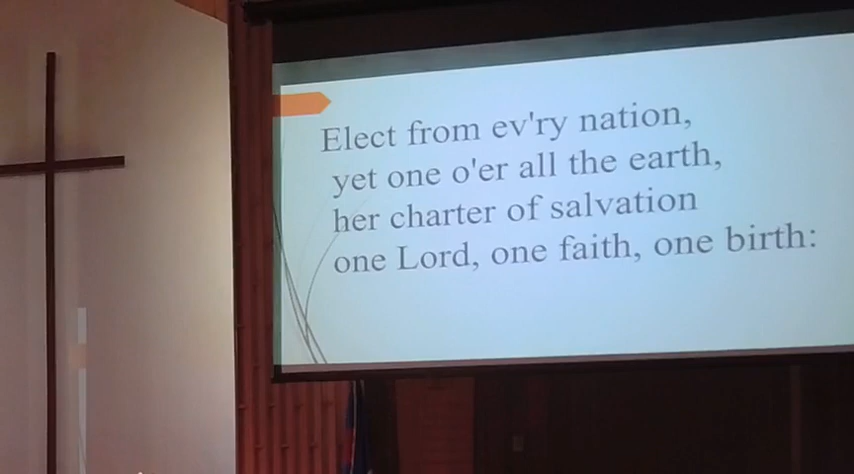 Elect from ev'ry nation,
yet one o'er all the earth,
her charter of salvation
one Lord, one faith, one birth: